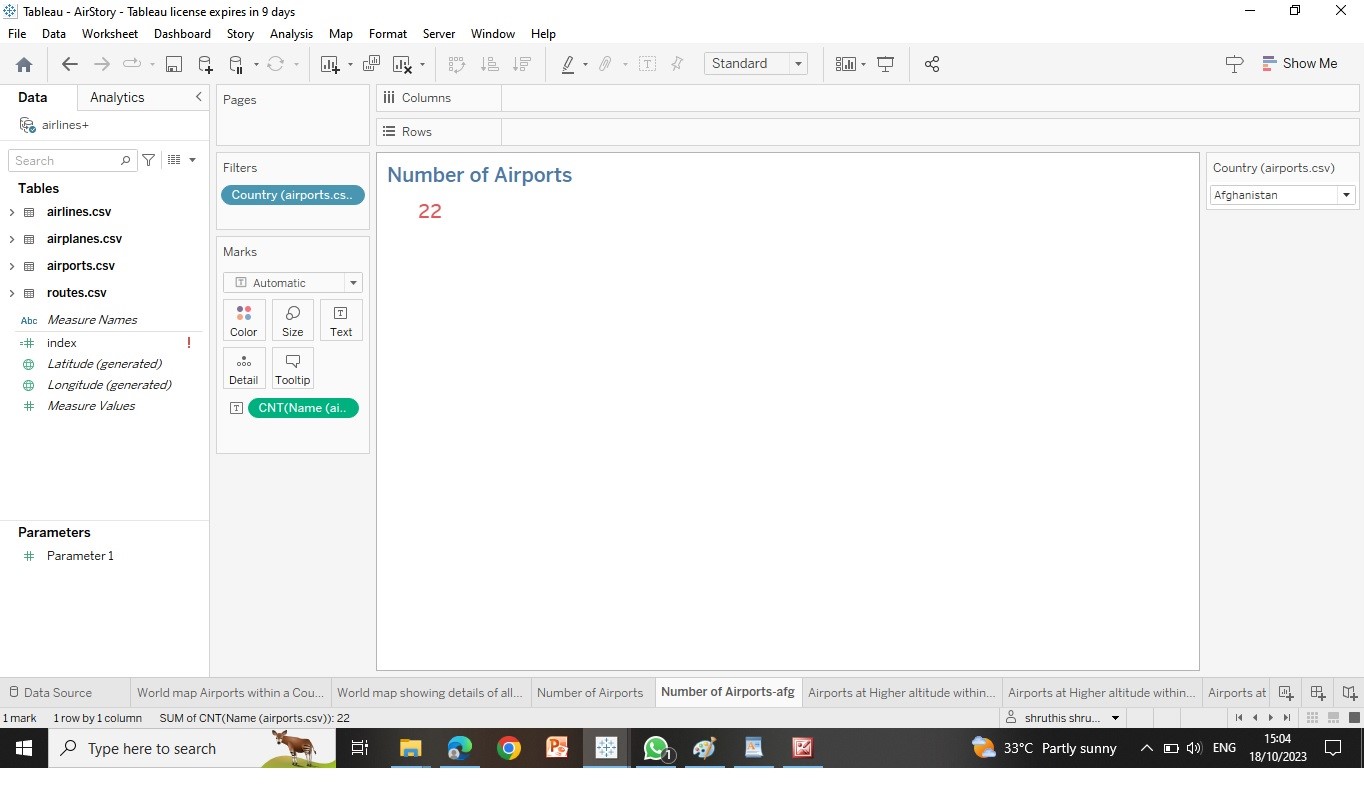 Tableau - AirStory - Tableau license expires in 9 days
File Data Worksheet Dashboard Story Analysis Map Format Server Window Help
Standard
Show Me
Data Analytics
airlines+
Search
Tables
airlines.csv
airplanes.csv
airports.csv
routes.csv
Abc Measure Names
index !
Latitude (generated)
Longitude (generated)
Measure Values
Parameters
Parameter 1
Pages
Filters
Country (airports.cs..
Marks
Automatic
Color Size Text
Detail Tooltip
CNT(Name (ai..
Columns
Rows
Number of Airports
22
Country (airports.csv)
Afghanistan
Data Source World map Airports within a Cou... World map showing details of all... Number of Airports Number of Airports-afg Airports at Higher altitude within... Airports at Higher altitude within... Airports at
1 mark 1 row by 1 column SUM of CNT(Name (airports.csv)): 22 shruthis shru...
Type here to search 1 33°C Partly sunny ENG 15:04
18/10/2023